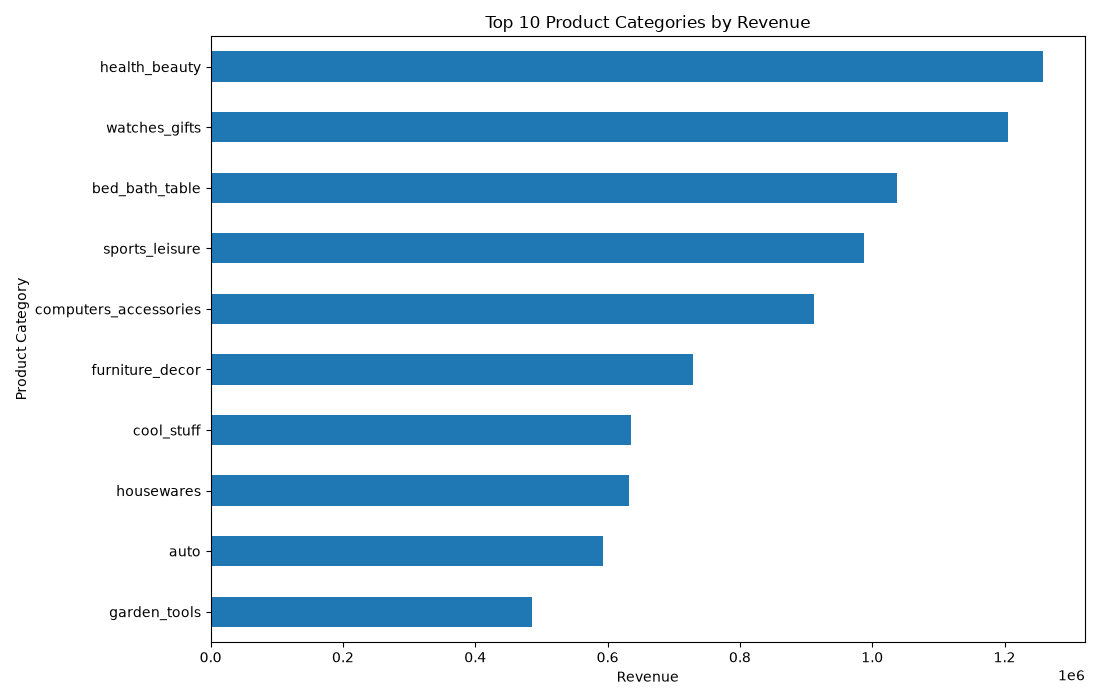 Top 10 Product Categories by Revenue
Product Category
health_beauty
watches_gifts
bed_bath_table
sports_leisure
computers_accessories
furniture_decor
cool_stuff
housewares
auto
garden_tools
0.0 0.2 0.4 0.6 0.8 1.0 1.2
1e6
Revenue